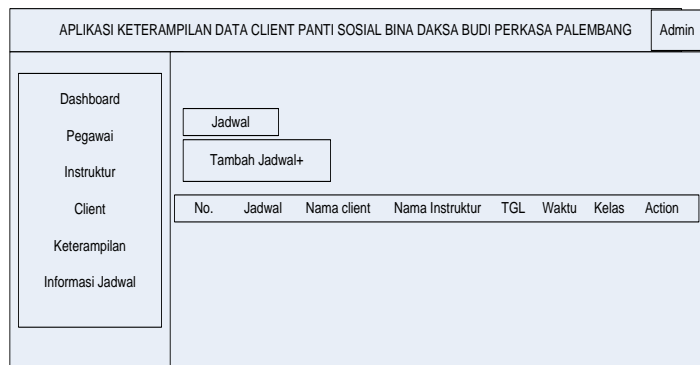 APLIKASI KETERAMPILAN DATA CLIENT PANTI SOSIAL BINA DAKSA BUDI PERKASA PALEMBANG
Admin
Dashboard
Pegawai
Instruktur
Client
Keterampilan
Informasi Jadwal
Jadwal
Tambah Jadwal+
No. Jadwal Nama client Nama Instruktur TGL Waktu Kelas Action